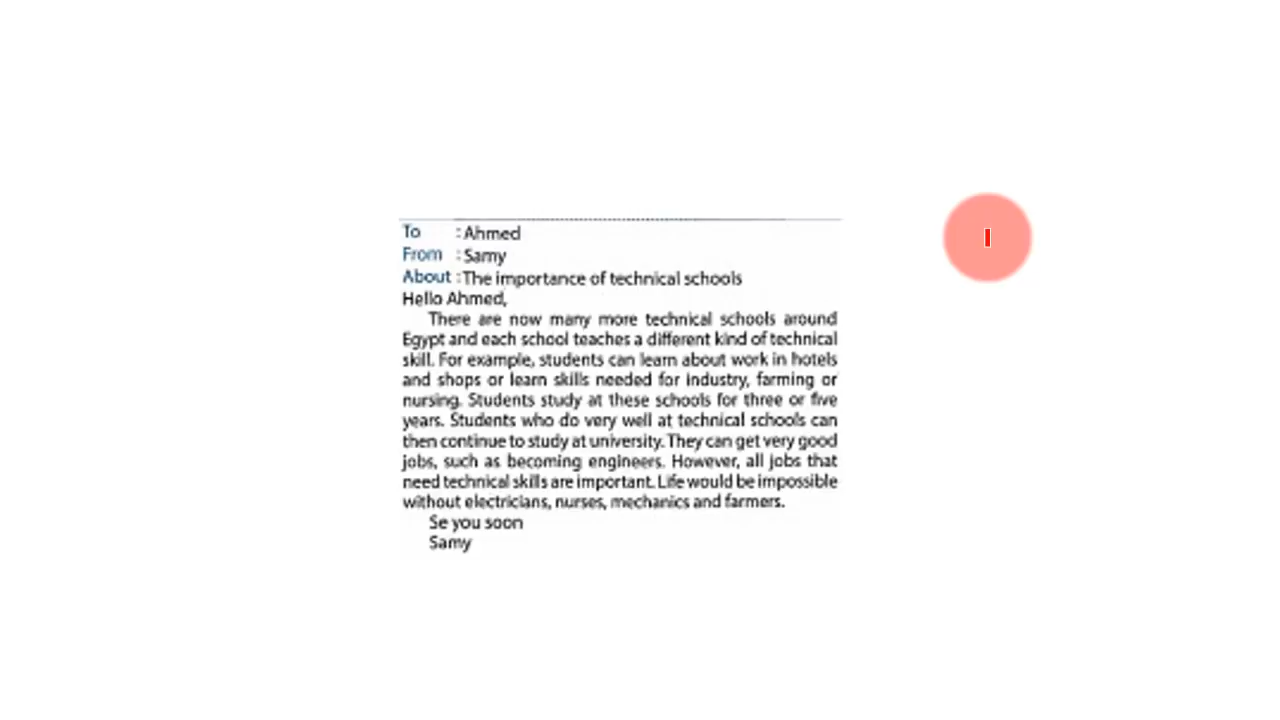 To : Ahmed
From : Samy
About : The importance of technical schools
Hello Ahmed,
There are now many more technical schools around
Egypt and each school teaches a different kind of technical
skill. For example, students can learn about work in hotels
and shops or learn skills needed for industry, farming or
nursing. Students study at these schools for three or five
years. Students who do very well at technical schools can
then continue to study at university. They can get very good
jobs, such as becoming engineers. However, all jobs that
need technical skills are important. Life would be impossible
without electricians, nurses, mechanics and farmers.
Se you soon
Samy